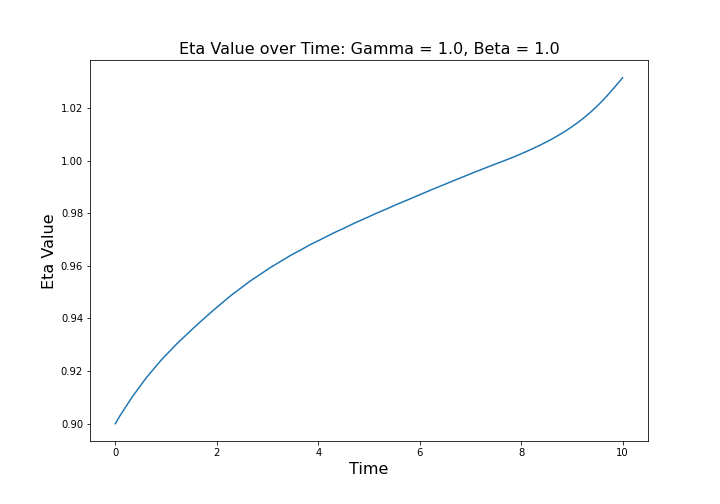 Eta Value over Time: Gamma = 1.0, Beta = 1.0
Eta Value
1.02
1.00
0.98
0.96
0.94
0.92
0.90
0 2 4 6 8 10
Time